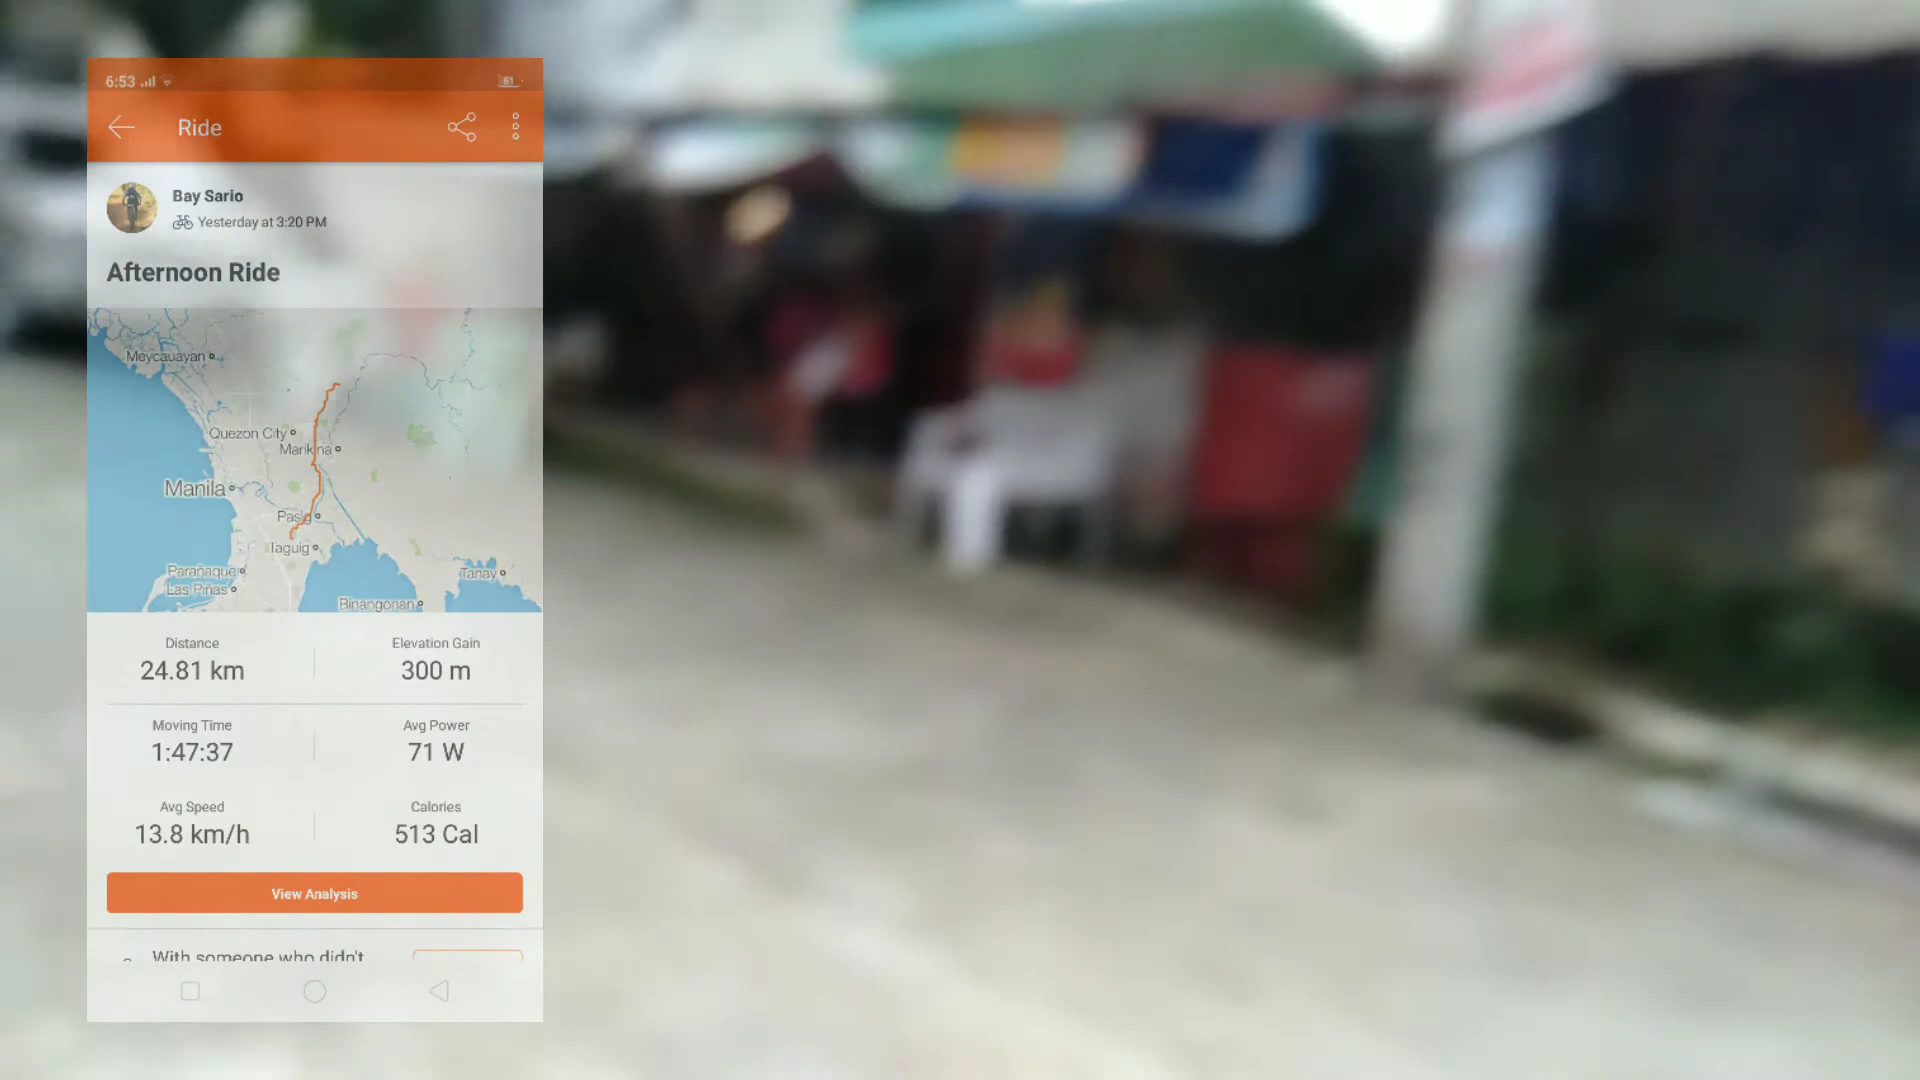 6:53
61
Ride
Bay Sario
Yesterday at 3:20 PM
Afternoon Ride
Meycauayan
Quezon City
Marikina
Manila
Pasig
Taguig
Parañaque
Las Piñas
Tanay
Binangonan
Distance
24.81 km
Elevation Gain
300 m
Moving Time
1:47:37
Avg Power
71 W
Avg Speed
13.8 km/h
Calories
513 Cal
View Analysis
With someone who didn't